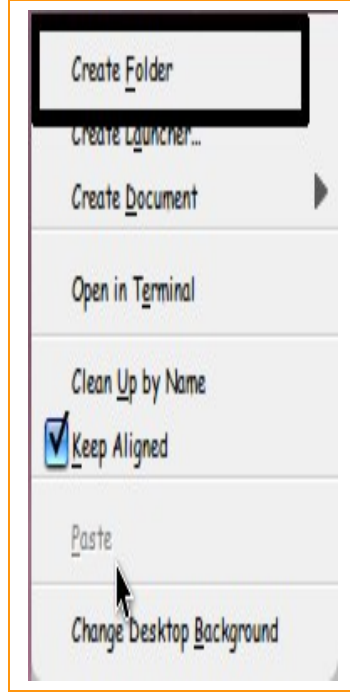 Create Folder
Create Launcher...
Create Document
Open in Terminal
Clean Up by Name
Keep Aligned
Paste
Change Desktop Background